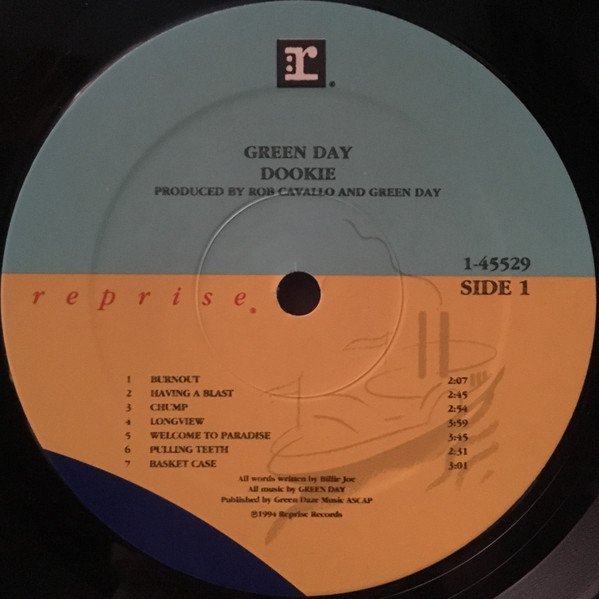 :r
GREEN DAY
DOOKIE
PRODUCED BY ROB CAVALLO AND GREEN DAY
1-45529
reprise
SIDE 1
1 BURNOUT 2:07
2 HAVING A BLAST 2:45
3 CHUMP 2:54
4 LONGVIEW 3:59
5 WELCOME TO PARADISE 3:45
6 PULLING TEETH 2:31
7 BASKET CASE 3:01
All words written by Billie Joe
All music by GREEN DAY
Published by Green Daze Music ASCAP
℗1994 Reprise Records